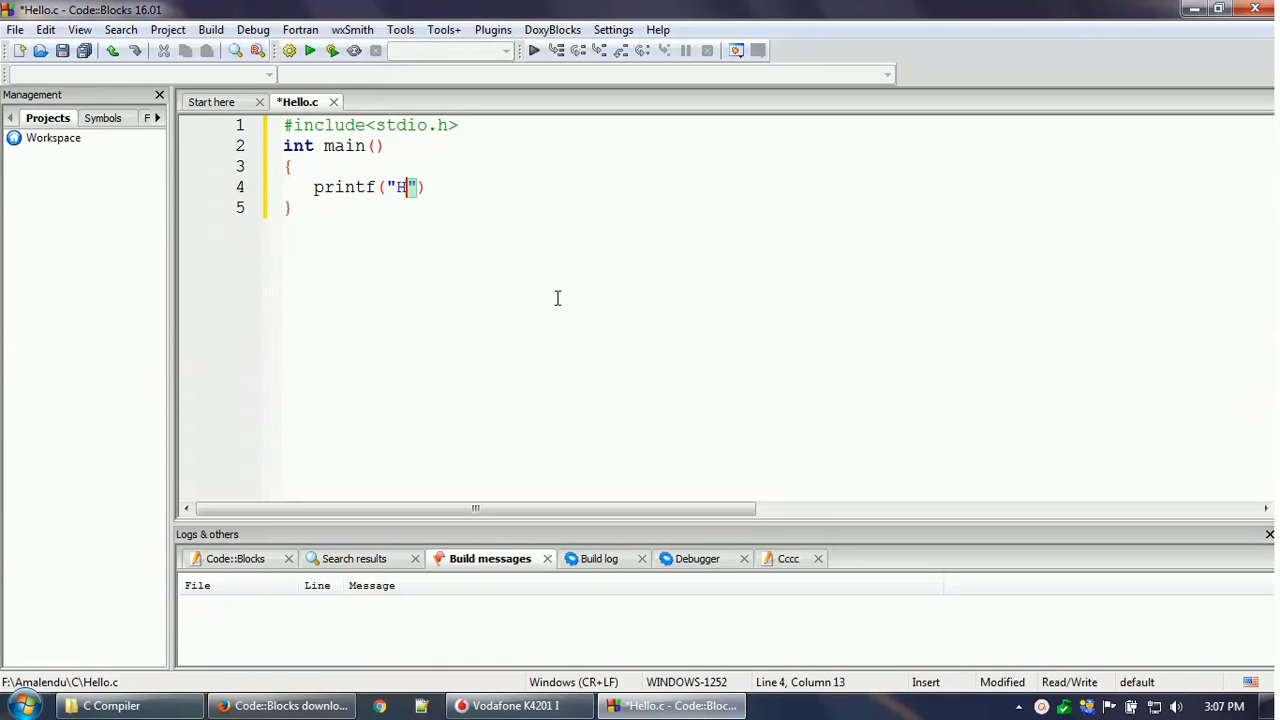 *Hello.c - Code::Blocks 16.01
File Edit View Search Project Build Debug Fortran wxSmith Tools Tools+ Plugins DoxyBlocks Settings Help
Management
Start here *Hello.c
Projects Symbols F
Workspace
1 #include<stdio.h>
2 int main()
3 {
4 printf("H")
5 }
Logs & others
Code::Blocks Search results Build messages Build log Debugger Cccc
File Line Message
F:\Amalendu\C\Hello.c Windows (CR+LF) WINDOWS-1252 Line 4, Column 13 Insert Modified Read/Write default
C Compiler Code::Blocks downlo... Vodafone K4201 I *Hello.c - Code::Bloc... 3:07 PM